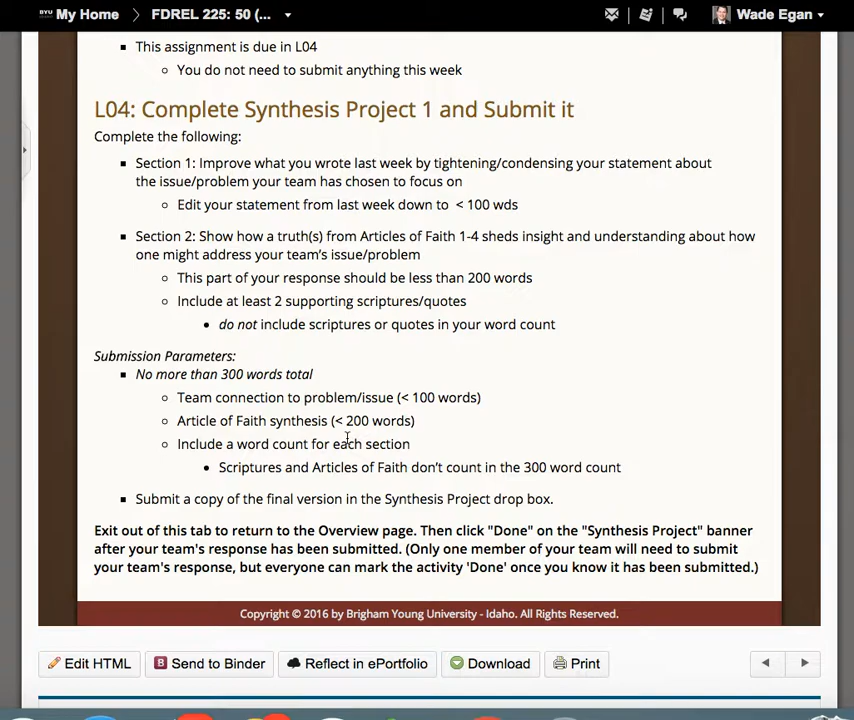 BYU My Home FDREL 225: 50 (... Wade Egan
This assignment is due in L04
You do not need to submit anything this week
L04: Complete Synthesis Project 1 and Submit it
Complete the following:
Section 1: Improve what you wrote last week by tightening/condensing your statement about
the issue/problem your team has chosen to focus on
Edit your statement from last week down to < 100 wds
Section 2: Show how a truth(s) from Articles of Faith 1-4 sheds insight and understanding about how
one might address your team's issue/problem
This part of your response should be less than 200 words
Include at least 2 supporting scriptures/quotes
do not include scriptures or quotes in your word count
Submission Parameters:
No more than 300 words total
Team connection to problem/issue (< 100 words)
Article of Faith synthesis (< 200 words)
Include a word count for each section
Scriptures and Articles of Faith don't count in the 300 word count
Submit a copy of the final version in the Synthesis Project drop box.
Exit out of this tab to return to the Overview page. Then click "Done" on the "Synthesis Project" banner
after your team's response has been submitted. (Only one member of your team will need to submit
your team's response, but everyone can mark the activity 'Done' once you know it has been submitted.)
Copyright © 2016 by Brigham Young University - Idaho. All Rights Reserved.
Edit HTML B Send to Binder Reflect in ePortfolio Download Print